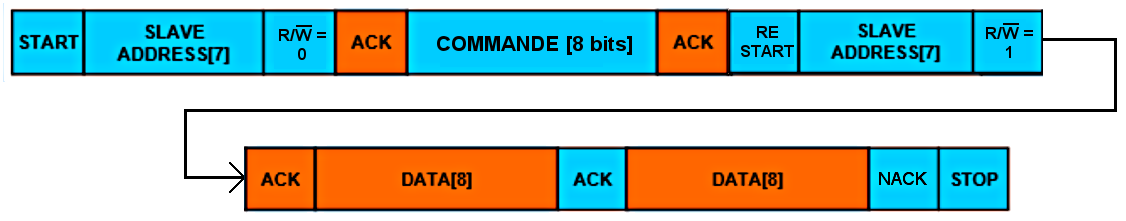 START
SLAVE
ADDRESS[7]
R/W̅ =
0
ACK
COMMANDE [8 bits]
ACK
RE
START
SLAVE
ADDRESS[7]
R/W̅ =
1
ACK
DATA[8]
ACK
DATA[8]
NACK
STOP